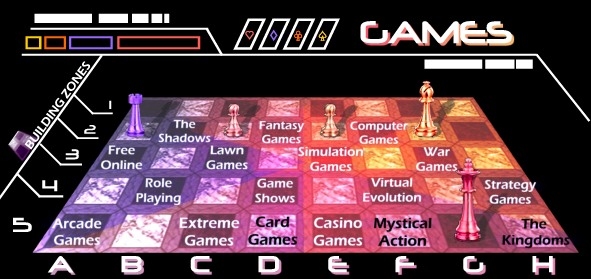 GAMES
BUILDING ZONES
1
The Shadows
Fantasy Games
Computer Games
2
Free Online
Lawn Games
Simulation Games
War Games
3
Role Playing
Game Shows
Virtual Evolution
Strategy Games
4
Arcade Games
Extreme Games
Card Games
Casino Games
Mystical Action
The Kingdoms
5
A B C D E F G H